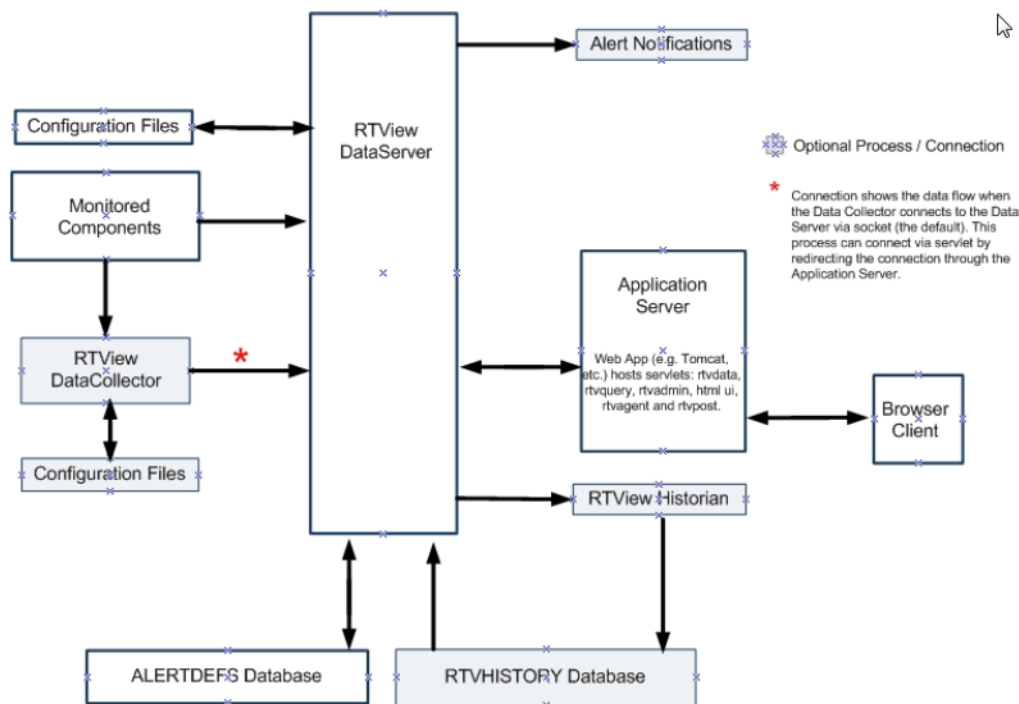 Alert Notifications
Configuration Files
RTView
DataServer
Optional Process / Connection
Monitored
Components
*
Connection shows the data flow when
the Data Collector connects to the Data
Server via socket (the default). This
process can connect via servlet by
redirecting the connection through the
Application Server.
Application
Server
RTView
DataCollector
*
Web App (e.g. Tomcat,
etc.) hosts servlets: rtvdata,
rtvquery, rtvadmin, html ui,
rtvagent and rtvpost.
Browser
Client
Configuration Files
RTView Historian
ALERTDEFS Database
RTVHISTORY Database